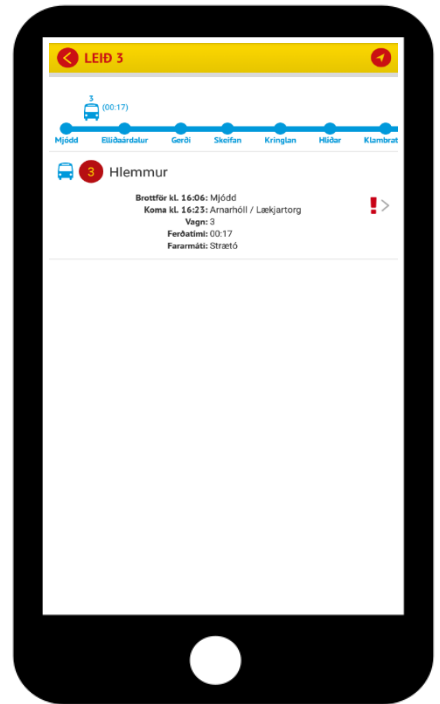 LEIÐ 3
3
(00:17)
Mjódd Elliðaárdalur Gerði Skeifan Kringlan Hlíðar Klambrat
3 Hlemmur
Brottför kl. 16:06: Mjódd
Koma kl. 16:23: Arnarhóll / Lækjartorg
Vagn: 3
Ferðatími: 00:17
Fararmáti: Strætó